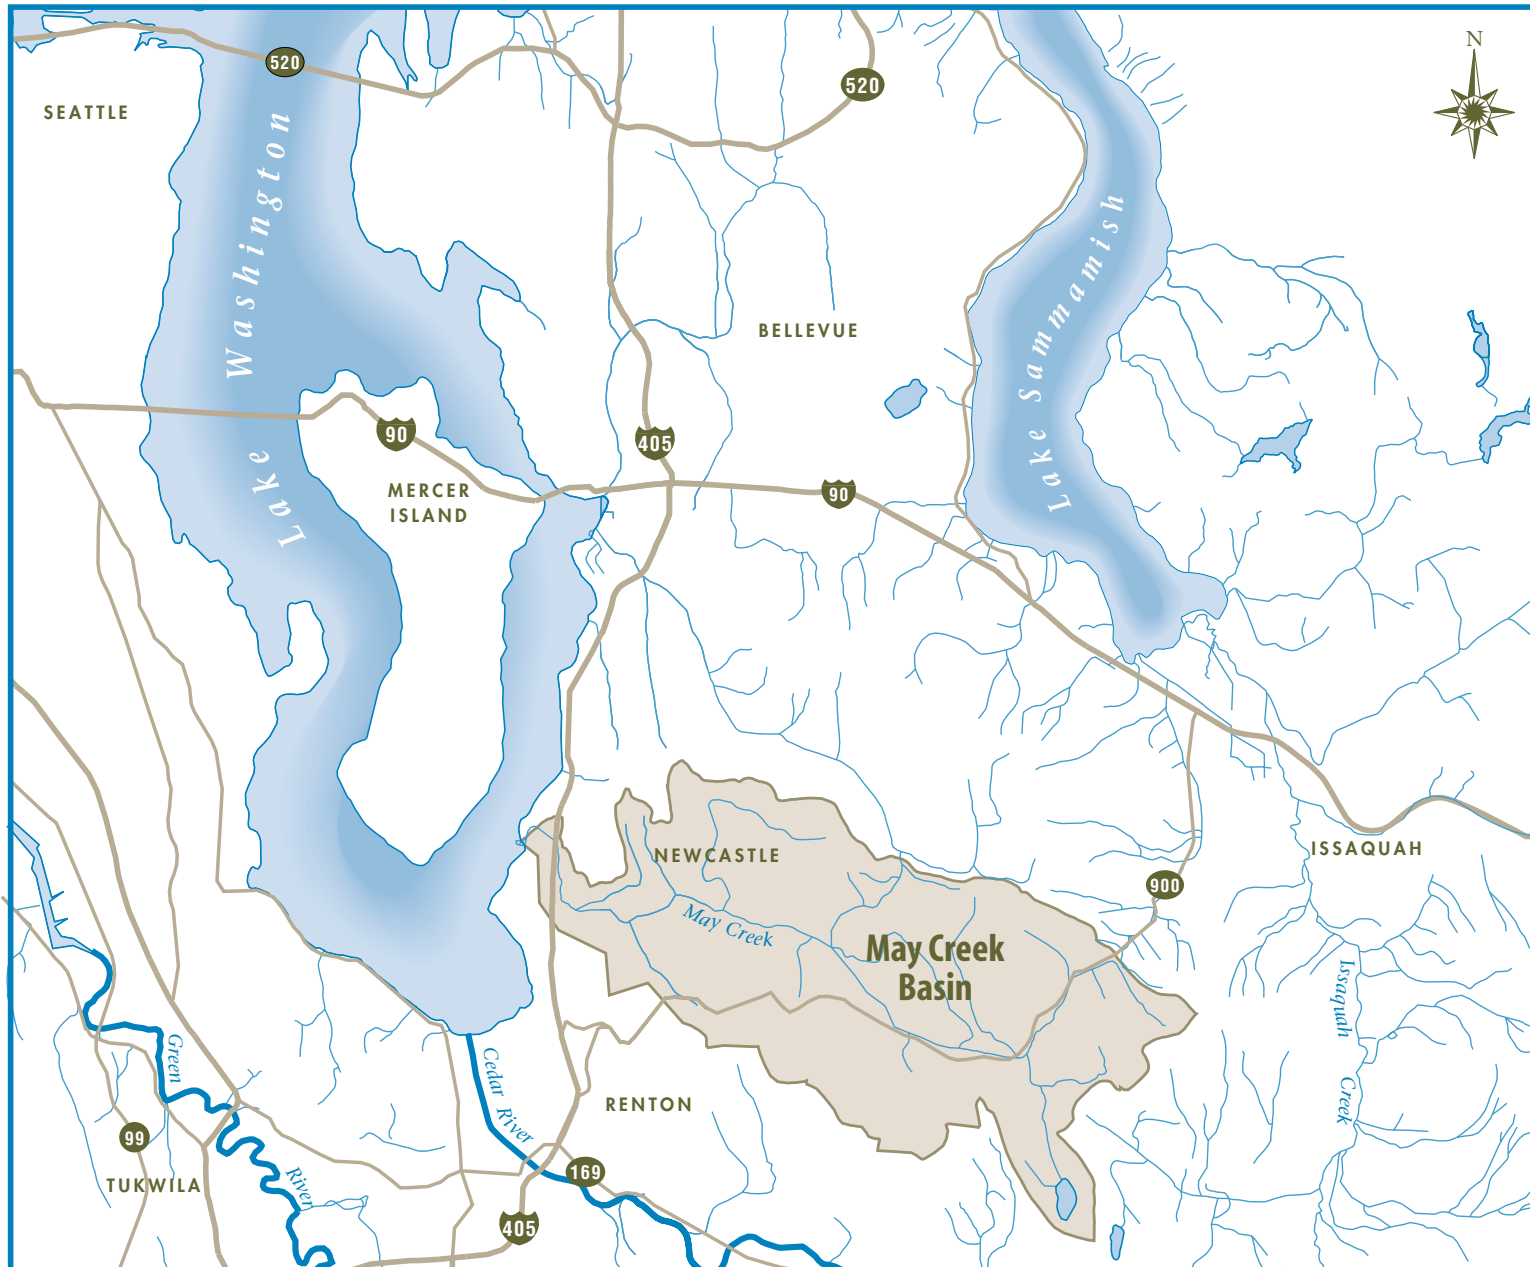 N
520
520
SEATTLE
Lake Washington
Lake Sammamish
BELLEVUE
90
405
MERCER
ISLAND
90
NEWCASTLE
ISSAQUAH
900
May Creek
May Creek
Basin
Issaquah Creek
Green River
Cedar River
RENTON
99
169
TUKWILA
405